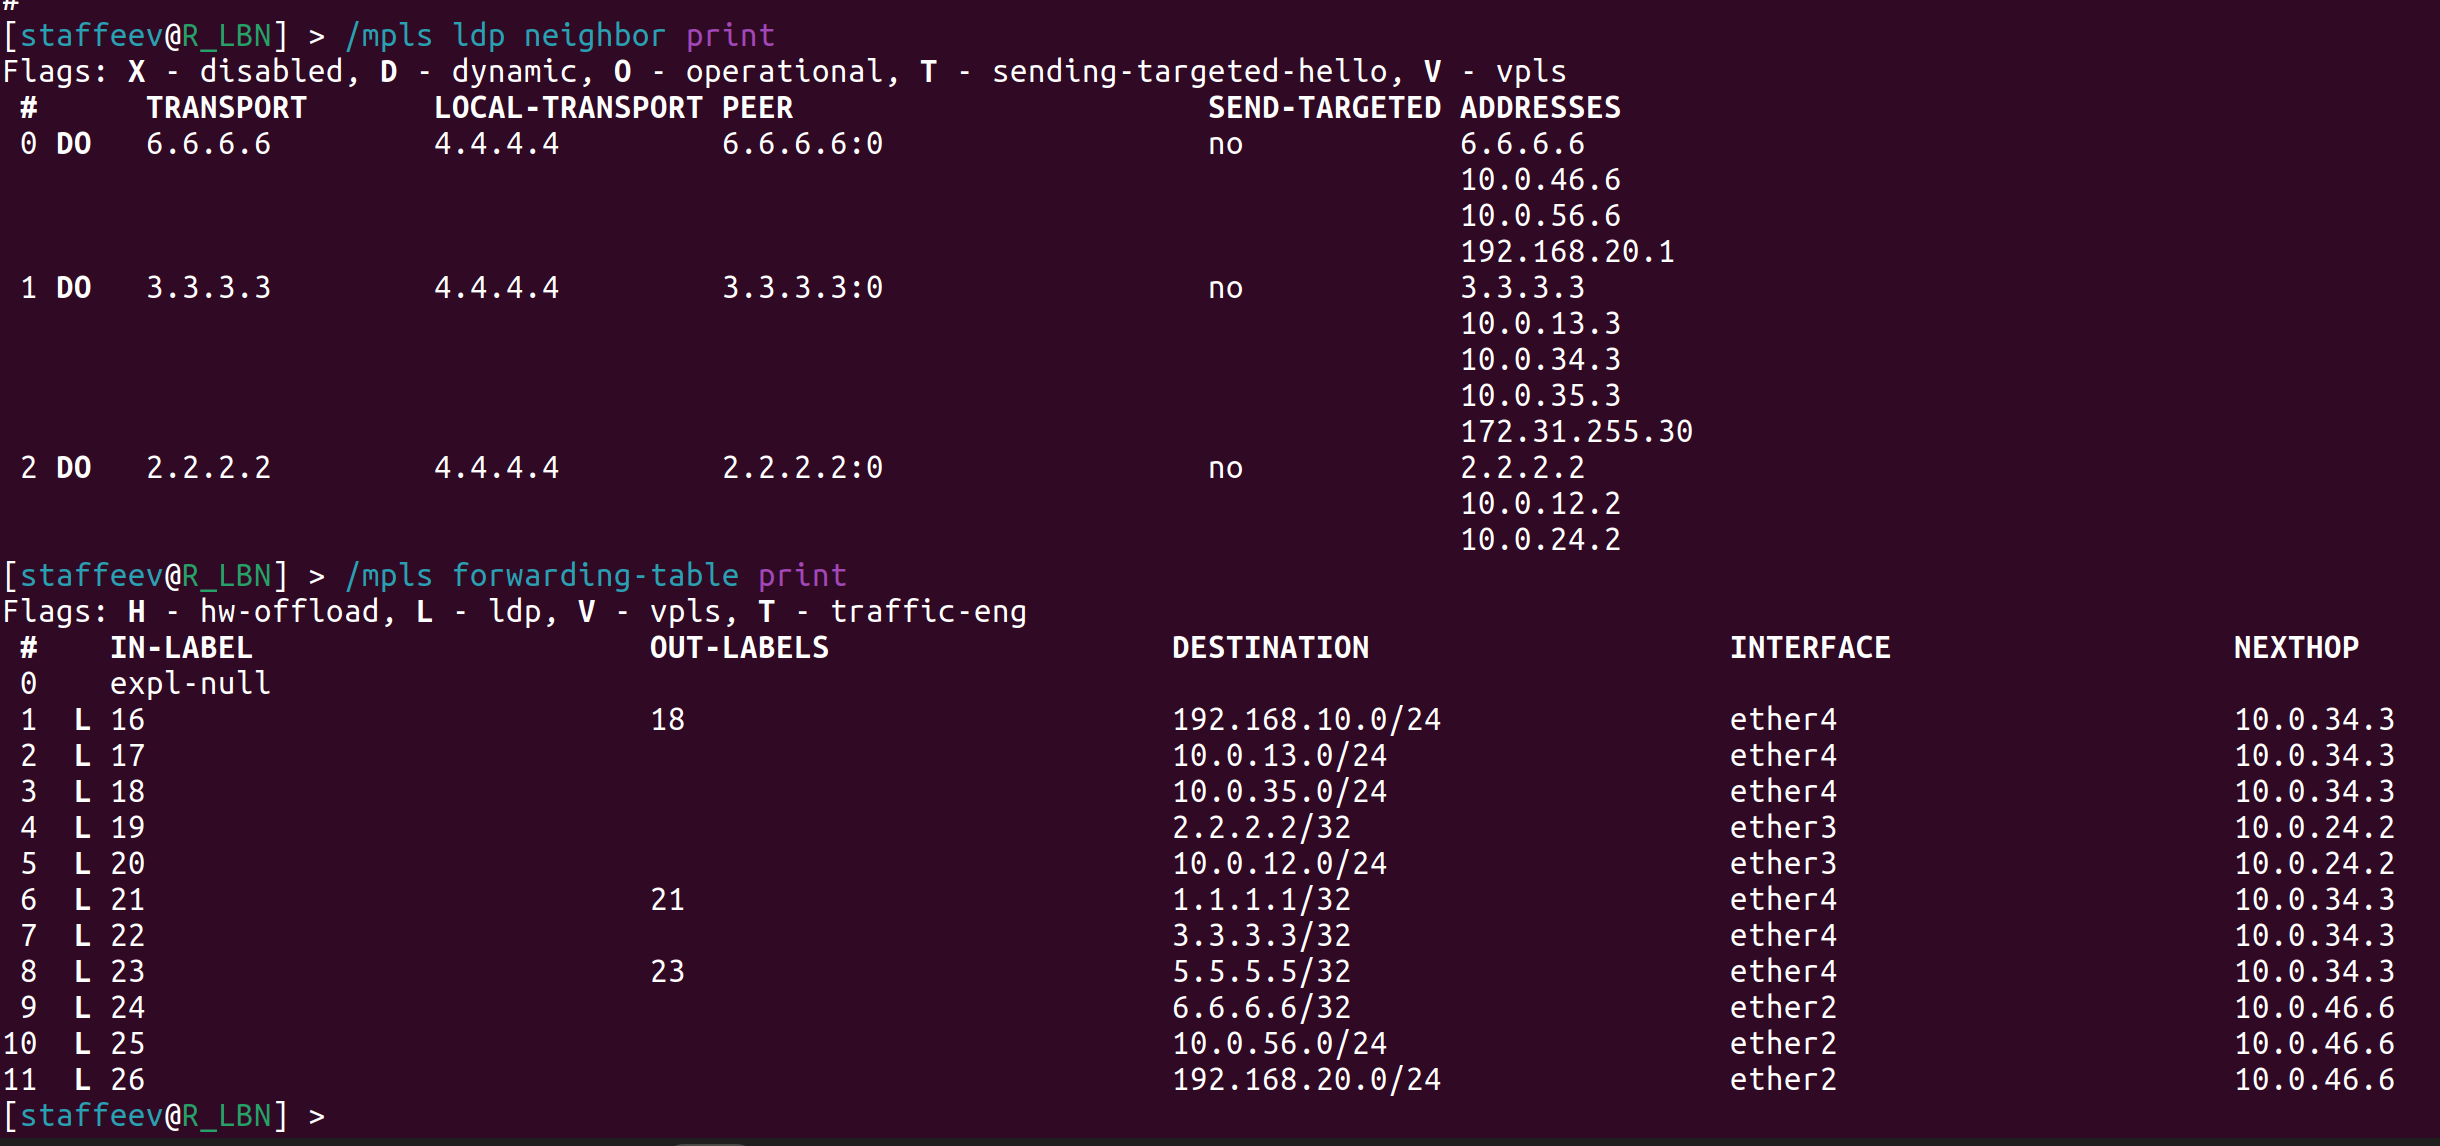 #
[staffeev@R_LBN] > /mpls ldp neighbor print
Flags: X - disabled, D - dynamic, O - operational, T - sending-targeted-hello, V - vpls
 #      TRANSPORT       LOCAL-TRANSPORT PEER                       SEND-TARGETED ADDRESSES
 0 DO   6.6.6.6         4.4.4.4         6.6.6.6:0                  no            6.6.6.6
                                                                                 10.0.46.6
                                                                                 10.0.56.6
                                                                                 192.168.20.1
 1 DO   3.3.3.3         4.4.4.4         3.3.3.3:0                  no            3.3.3.3
                                                                                 10.0.13.3
                                                                                 10.0.34.3
                                                                                 10.0.35.3
                                                                                 172.31.255.30
 2 DO   2.2.2.2         4.4.4.4         2.2.2.2:0                  no            2.2.2.2
                                                                                 10.0.12.2
                                                                                 10.0.24.2
[staffeev@R_LBN] > /mpls forwarding-table print
Flags: H - hw-offload, L - ldp, V - vpls, T - traffic-eng
 #    IN-LABEL                      OUT-LABELS                   DESTINATION                    INTERFACE                   NEXTHOP
 0    expl-null
 1  L 16                            18                           192.168.10.0/24                ether4                      10.0.34.3
 2  L 17                                                         10.0.13.0/24                   ether4                      10.0.34.3
 3  L 18                                                         10.0.35.0/24                   ether4                      10.0.34.3
 4  L 19                                                         2.2.2.2/32                     ether3                      10.0.24.2
 5  L 20                                                         10.0.12.0/24                   ether3                      10.0.24.2
 6  L 21                            21                           1.1.1.1/32                     ether4                      10.0.34.3
 7  L 22                                                         3.3.3.3/32                     ether4                      10.0.34.3
 8  L 23                            23                           5.5.5.5/32                     ether4                      10.0.34.3
 9  L 24                                                         6.6.6.6/32                     ether2                      10.0.46.6
10  L 25                                                         10.0.56.0/24                   ether2                      10.0.46.6
11  L 26                                                         192.168.20.0/24                ether2                      10.0.46.6
[staffeev@R_LBN] >